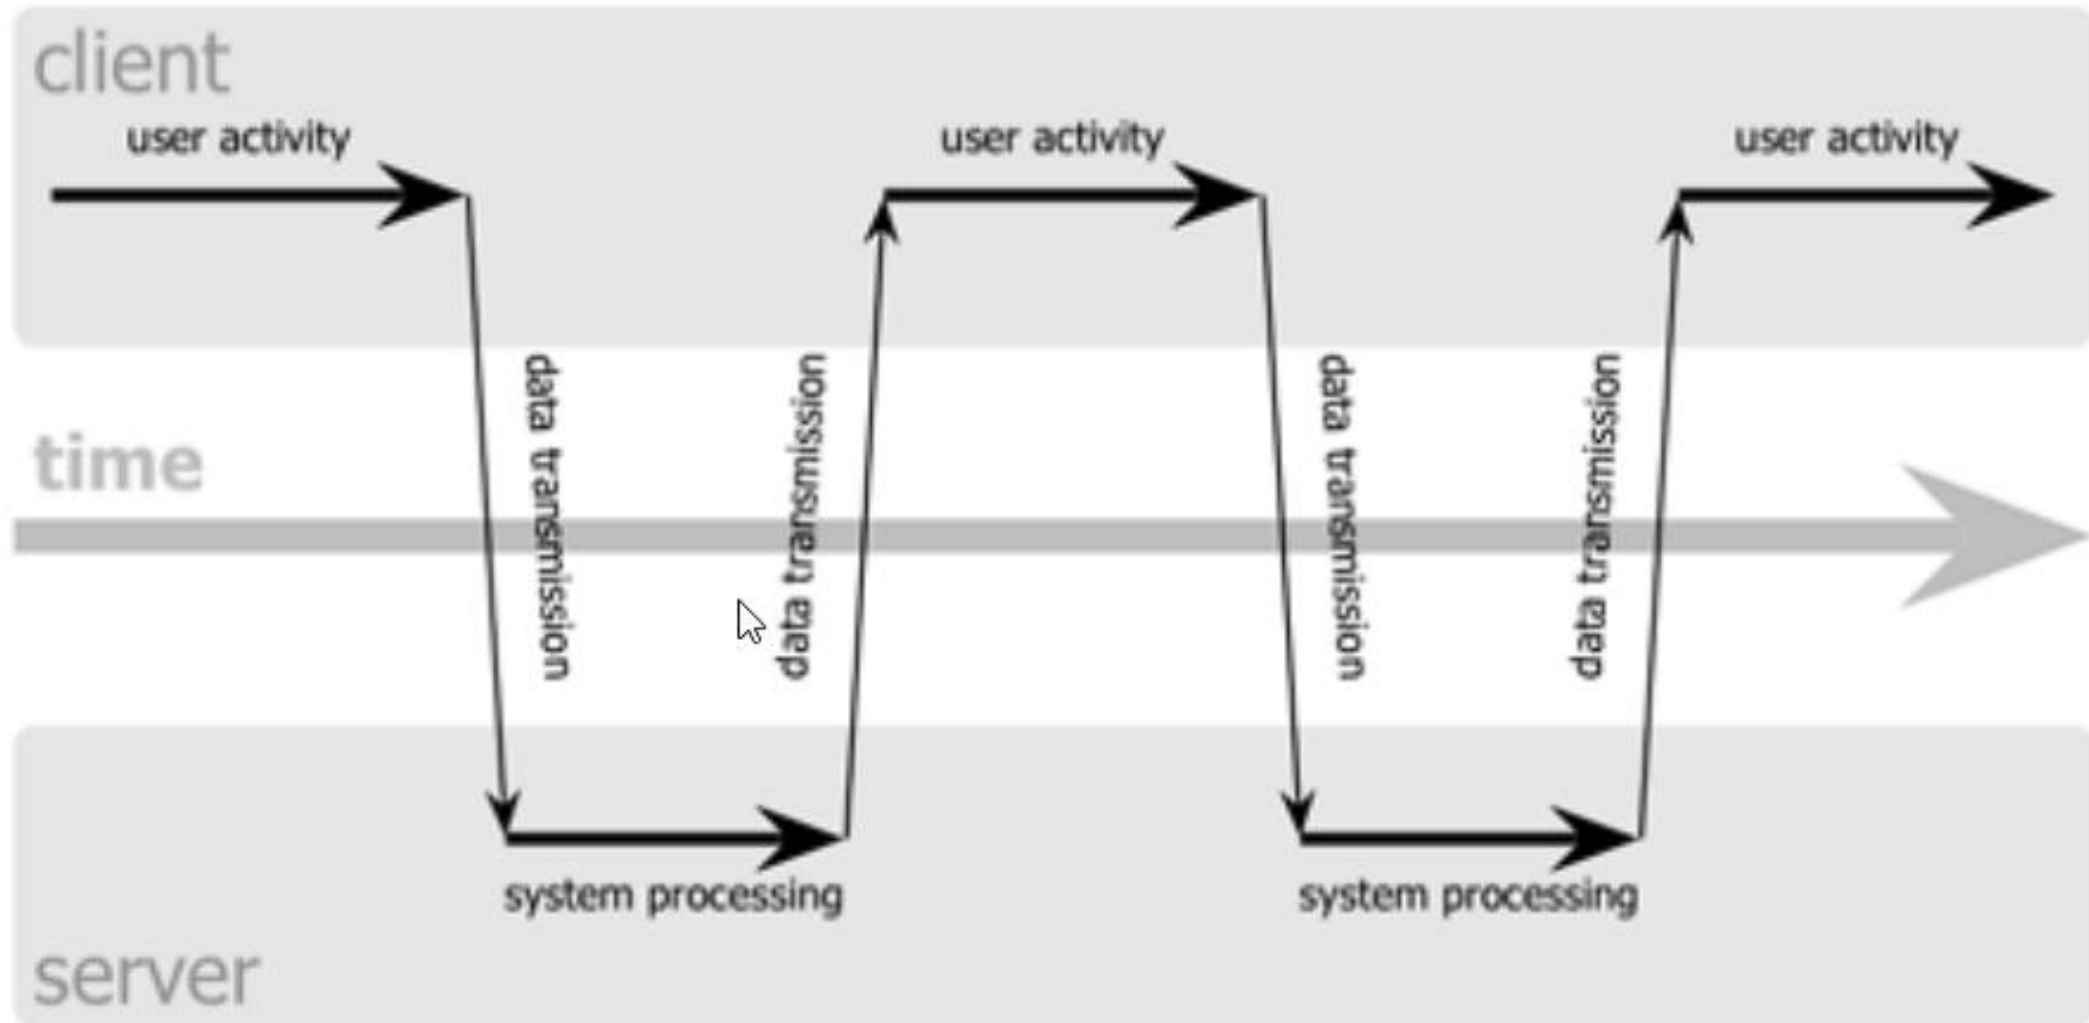 client
user activity
user activity
user activity
data transmission
data transmission
data transmission
data transmission
time
system processing
system processing
server